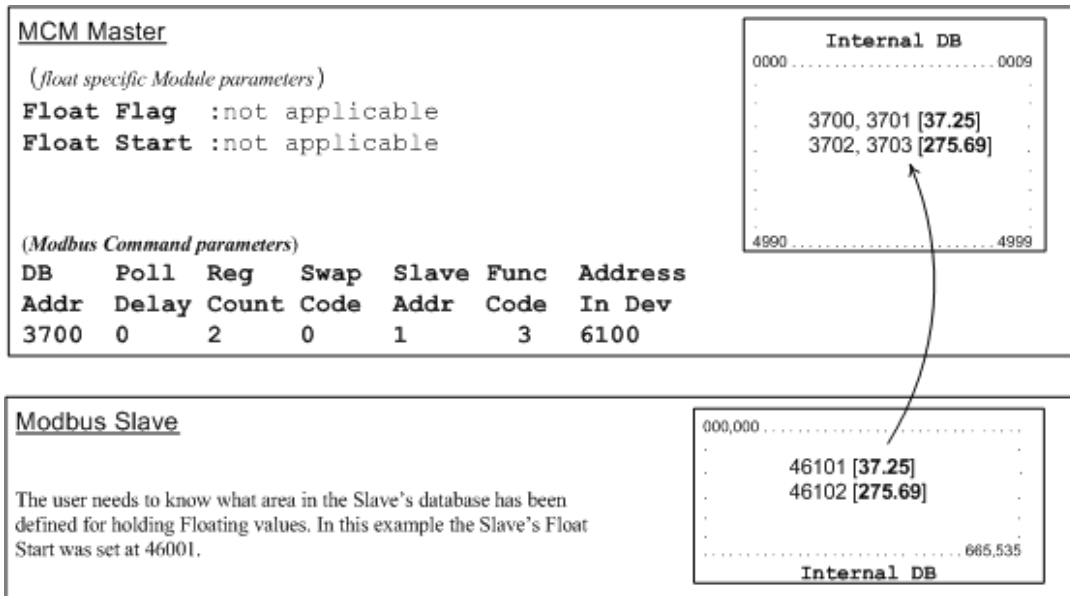 MCM Master
(float specific Module parameters)
Float Flag :not applicable
Float Start :not applicable
(Modbus Command parameters)
DB Poll Reg Swap Slave Func Address
Addr Delay Count Code Addr Code In Dev
3700 0 2 0 1 3 6100
Internal DB
0000 . . . . . . . . . . . . . . . . . . . . . . . . . . 0009
3700, 3701 [37.25]
3702, 3703 [275.69]
4990 . . . . . . . . . . . . . . . . . . . . . . . . . . 4999
Modbus Slave
The user needs to know what area in the Slave's database has been
defined for holding Floating values. In this example the Slave's Float
Start was set at 46001.
000,000 . . . . . . . . . . . . . . . . . . . . . . . . . .
46101 [37.25]
46102 [275.69]
. . . . . . . . . . . . . . . . . . . . . . . . . . 665,535
Internal DB